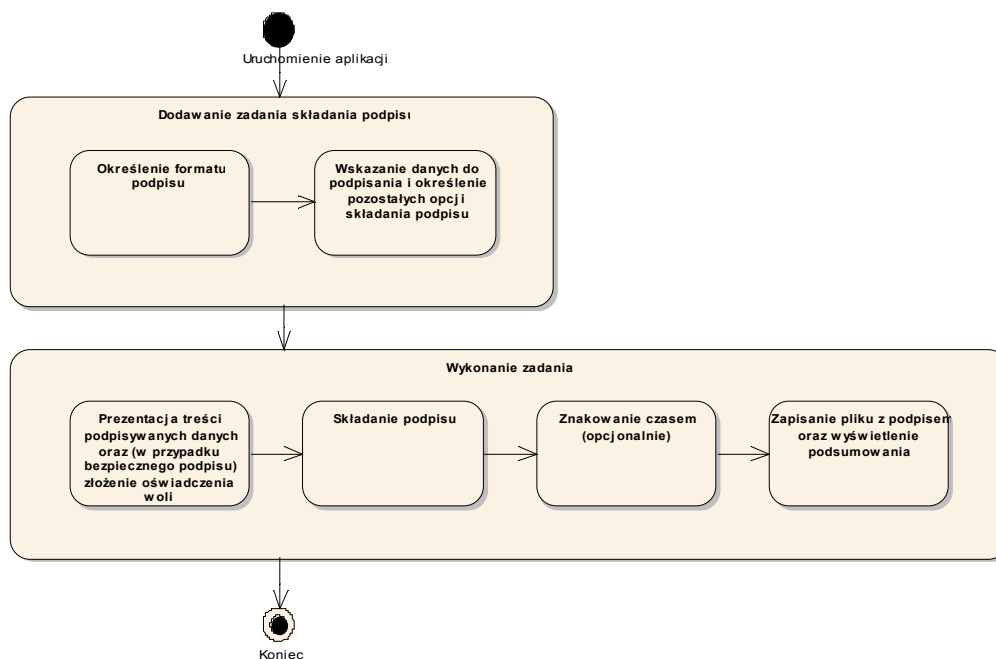 Uruchomienie aplikacji
Dodawanie zadania składania podpisu
Określenie formatu
podpisu
Wskazanie danych do
podpisania i określenie
pozostałych opcji
składania podpisu
Wykonanie zadania
Prezentacja treści
podpisywanych danych
oraz (w przypadku
bezpiecznego podpisu)
złożenie oświadczenia
woli
Składanie podpisu
Znakowanie czasem
(opcjonalnie)
Zapisanie pliku z podpisem
oraz wyświetlenie
podsumowania
Koniec